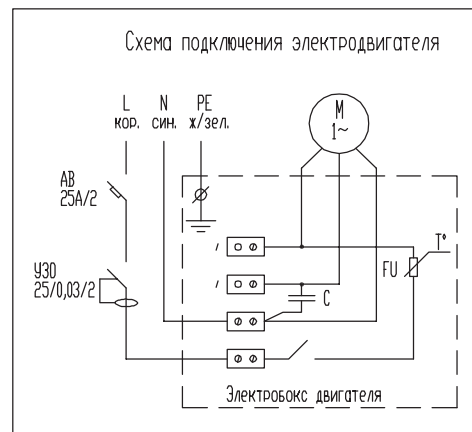 Схема подключения электродвигателя
L N PE
кор. син. ж/зел.
М
1~
АВ
25А/2
УЗО
25/0,03/2
T°
FU
C
Электробокс двигателя